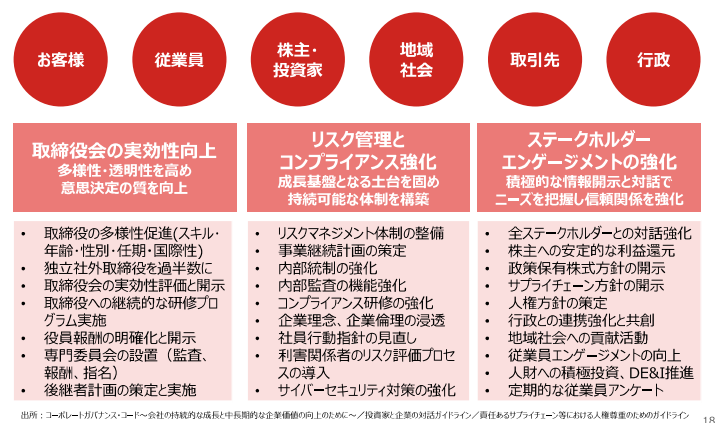 お客様
従業員
株主・
投資家
地域
社会
取引先
行政
取締役会の実効性向上
多様性・透明性を高め
意思決定の質を向上
リスク管理と
コンプライアンス強化
成長基盤となる土台を固め
持続可能な体制を構築
ステークホルダー
エンゲージメントの強化
積極的な情報開示と対話で
ニーズを把握し信頼関係を強化
• 取締役の多様性促進(スキル・
年齢・性別・任期・国際性)
• 独立社外取締役を過半数に
• 取締役会の実効性評価と開示
• 取締役への継続的な研修プロ
グラム実施
• 役員報酬の明確化と開示
• 専門委員会の設置（監査、
報酬、指名）
• 後継者計画の策定と実施
• リスクマネジメント体制の整備
• 事業継続計画の策定
• 内部統制の強化
• 内部監査の機能強化
• コンプライアンス研修の強化
• 企業理念、企業倫理の浸透
• 社員行動指針の見直し
• 利害関係者のリスク評価プロセ
スの導入
• サイバーセキュリティ対策の強化
• 全ステークホルダーとの対話強化
• 株主への安定的な利益還元
• 政策保有株式方針の開示
• サプライチェーン方針の開示
• 人権方針の策定
• 行政との連携強化と共創
• 地域社会への貢献活動
• 従業員エンゲージメントの向上
• 人財への積極投資、DE&I推進
• 定期的な従業員アンケート
出所：コーポレートガバナンス・コード～会社の持続的な成長と中長期的な企業価値の向上のために～／投資家と企業の対話ガイドライン／責任あるサプライチェーン等における人権尊重のためのガイドライン
18